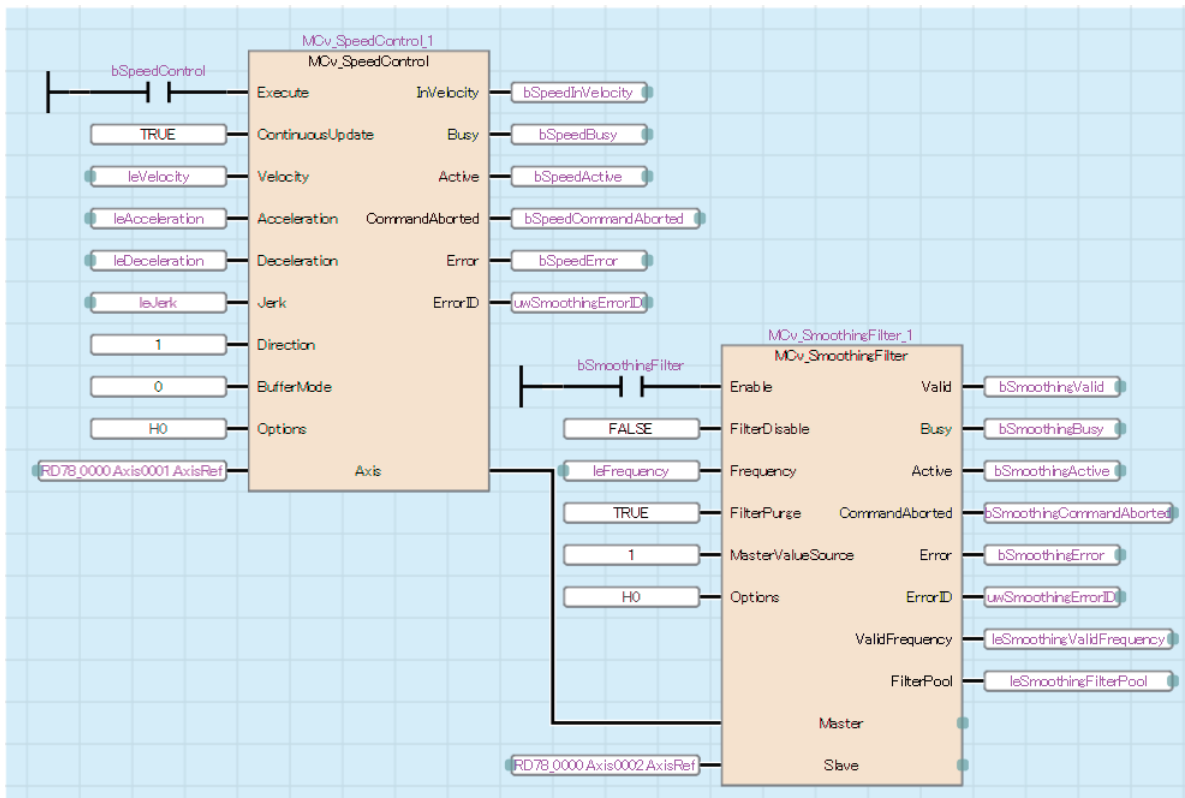 MCv_SpeedControl_1
MCv_SpeedControl
bSpeedControl
Execute InVelocity bSpeedInVelocity
TRUE ContinuousUpdate Busy bSpeedBusy
leVelocity Velocity Active bSpeedActive
leAcceleration Acceleration CommandAborted bSpeedCommandAborted
leDeceleration Deceleration Error bSpeedError
leJerk Jerk ErrorID uwSmoothingErrorID
1 Direction
0 BufferMode
H0 Options
RD78_0000.Axis0001.AxisRef Axis
MCv_SmoothingFilter_1
MCv_SmoothingFilter
bSmoothingFilter
Enable Valid bSmoothingValid
FALSE FilterDisable Busy bSmoothingBusy
leFrequency Frequency Active bSmoothingActive
TRUE FilterPurge CommandAborted bSmoothingCommandAborted
1 MasterValueSource Error bSmoothingError
H0 Options ErrorID uwSmoothingErrorID
ValidFrequency leSmoothingValidFrequency
FilterPool leSmoothingFilterPool
Master
RD78_0000.Axis0002.AxisRef Slave